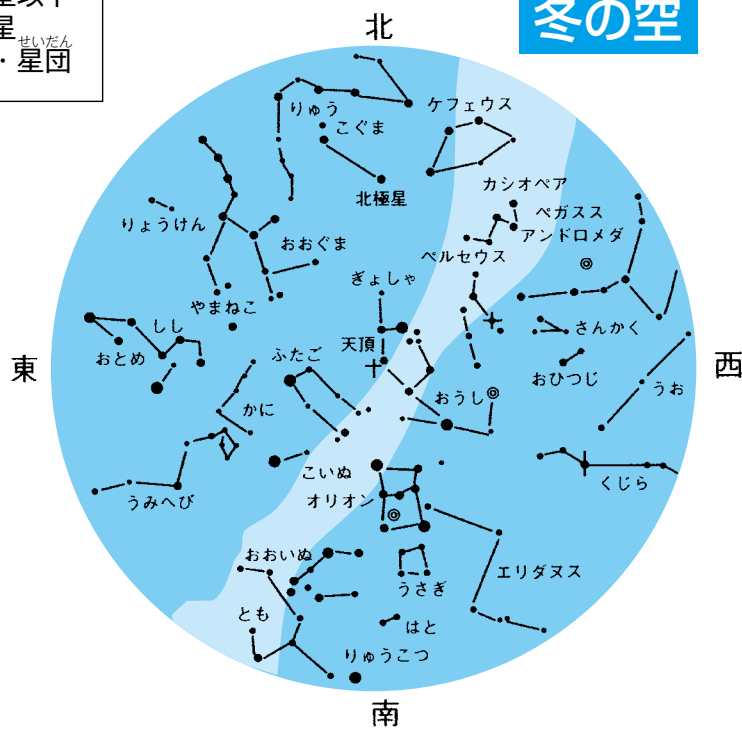 星
・星団
せいだん
冬の空
北
りゅう
ケフェウス
こぐま
北極星
カシオペア
りょうけん
ペガスス
アンドロメダ
おおぐま
ペルセウス
ぎょしゃ
やまねこ
しし
さんかく
天頂
東
おとめ
ふたご
西
おひつじ
うお
おうし
かに
こいぬ
くじら
うみへび
オリオン
おおいぬ
エリダヌス
うさぎ
とも
はと
りゅうこつ
南